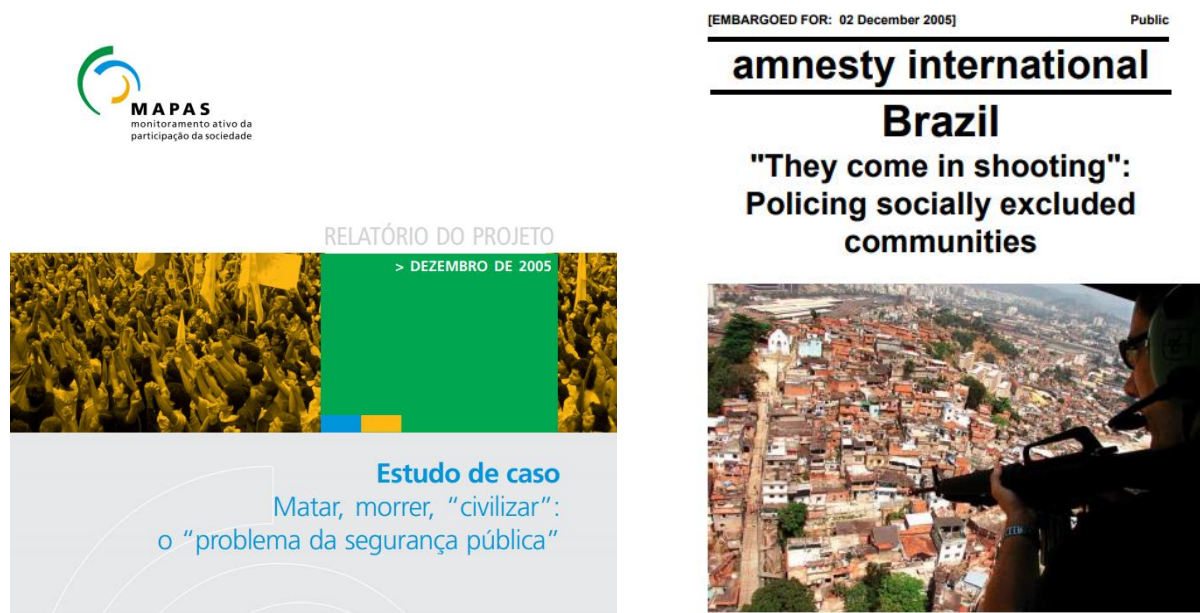 MAPAS
monitoramento ativo da
participação da sociedade
RELATÓRIO DO PROJETO
> DEZEMBRO DE 2005
Estudo de caso
Matar, morrer, “civilizar”:
o “problema da segurança pública”
[EMBARGOED FOR: 02 December 2005]
Public
amnesty international
Brazil
"They come in shooting":
Policing socially excluded
communities